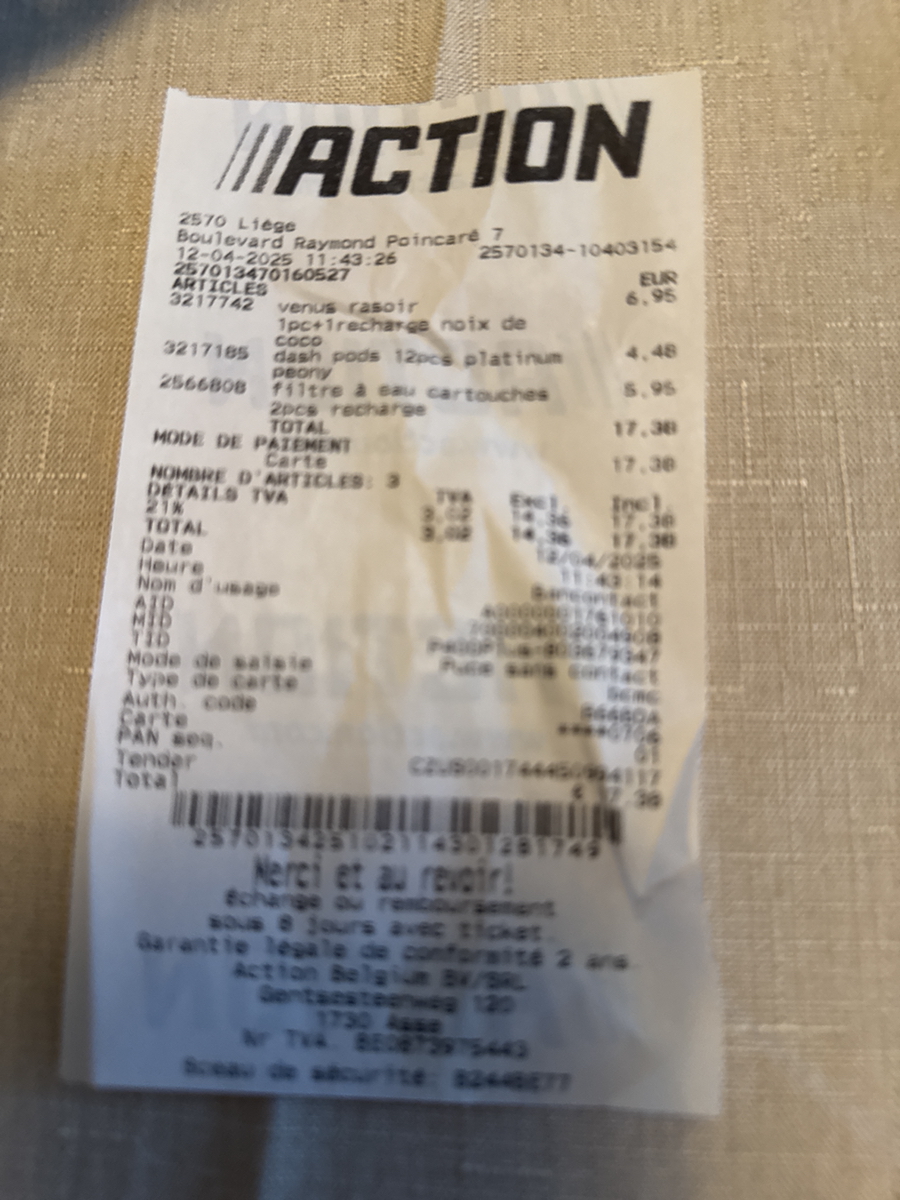 ACTION
2570 Liège
Boulevard Raymond Poincaré 7
12-04-2025 11:43:26 2570134-10403154
257013470160527 EUR
ARTICLES
3217742 venus rasoir 6,95
1pc+1recharge noix de
coco
3217185 dash pods 12pcs platinum 4,48
peony
2566808 filtre à eau cartouches 5,95
2pcs recharge
TOTAL 17,38
MODE DE PAIEMENT
Carte 17,38
NOMBRE D'ARTICLES: 3
DÉTAILS TVA TVA Excl. Incl.
21% 3,02 14,36 17,38
TOTAL 3,02 14,36 17,38
Date 12/04/2025
Heure 11:43:14
Nom d'usage Bancontact
AID
MID
TID
Mode de saisie Puce sans contact
Type de carte
Auth. code
Carte ****0706
PAN seq. 01
Tender
Total € 17,38
Merci et au revoir!
échange ou remboursement
sous 8 jours avec ticket.
Garantie légale de conformité 2 ans.
Action Belgium BV/SRL
Gentsesteenweg
1730 Asse
Nr TVA.
Sceau de sécurité: